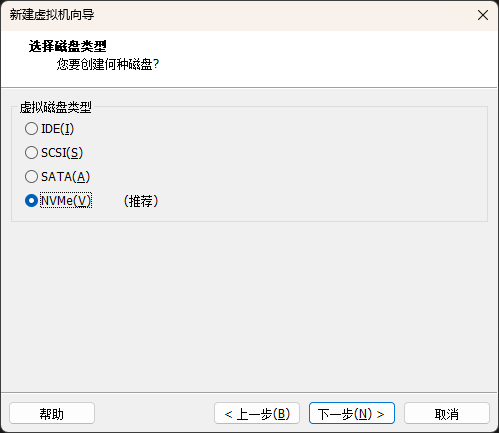 新建虚拟机向导
选择磁盘类型
您要创建何种磁盘?
虚拟磁盘类型
IDE(I)
SCSI(S)
SATA(A)
NVMe(V) (推荐)
帮助 < 上一步(B) 下一步(N) > 取消